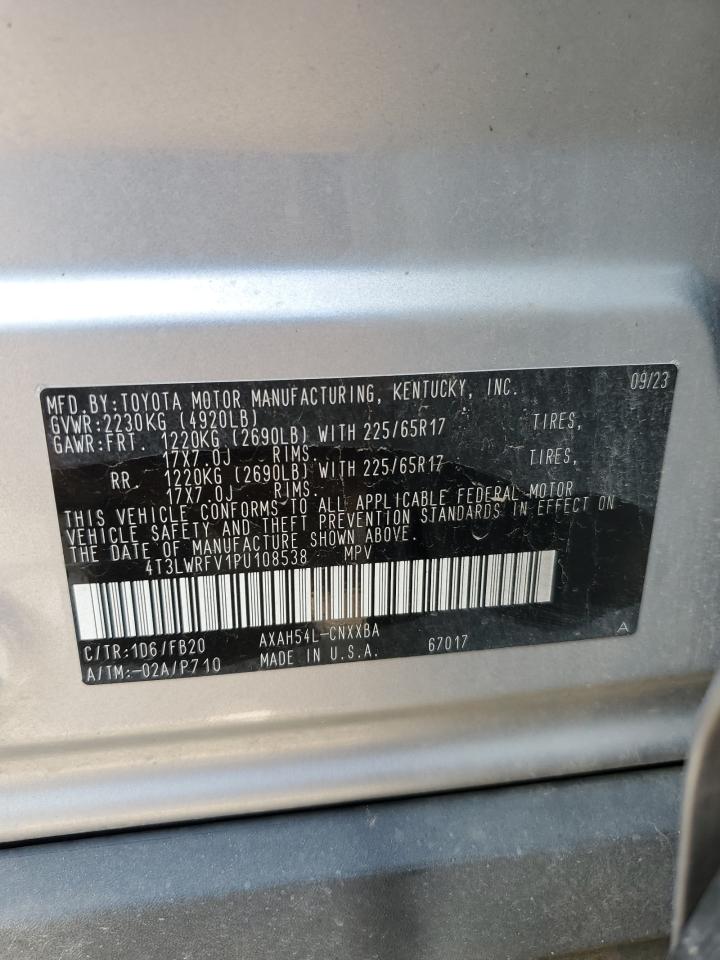 MFD.BY:TOYOTA MOTOR MANUFACTURING, KENTUCKY, INC. 09/23
GVWR:2230KG (4920LB)
GAWR:FRT. 1220KG (2690LB) WITH 225/65R17 TIRES,
17X7.0J RIMS.
RR. 1220KG (2690LB) WITH 225/65R17 TIRES,
17X7.0J RIMS.
THIS VEHICLE CONFORMS TO ALL APPLICABLE FEDERAL MOTOR
VEHICLE SAFETY AND THEFT PREVENTION STANDARDS IN EFFECT ON
THE DATE OF MANUFACTURE SHOWN ABOVE.
4T3LWRFV1PU108538 MPV
C/TR:1D6/FB20 AXAH54L-CNXXBA
A/TM:-02A/P710 MADE IN U.S.A. 67017 A